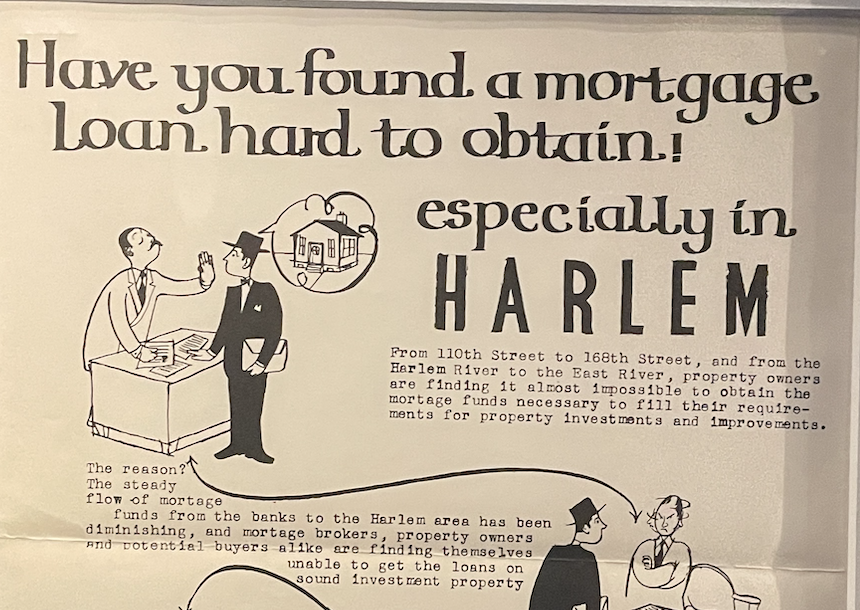 Have you found a mortgage
loan hard to obtain!
especially in
HARLEM
From 110th Street to 168th Street, and from the
Harlem River to the East River, property owners
are finding it almost impossible to obtain the
mortage funds necessary to fill their require-
ments for property investments and improvements.
The reason?
The steady
flow of mortage
funds from the banks to the Harlem area has been
diminishing, and mortage brokers, property owners
and potential buyers alike are finding themselves
unable to get the loans on
sound investment property